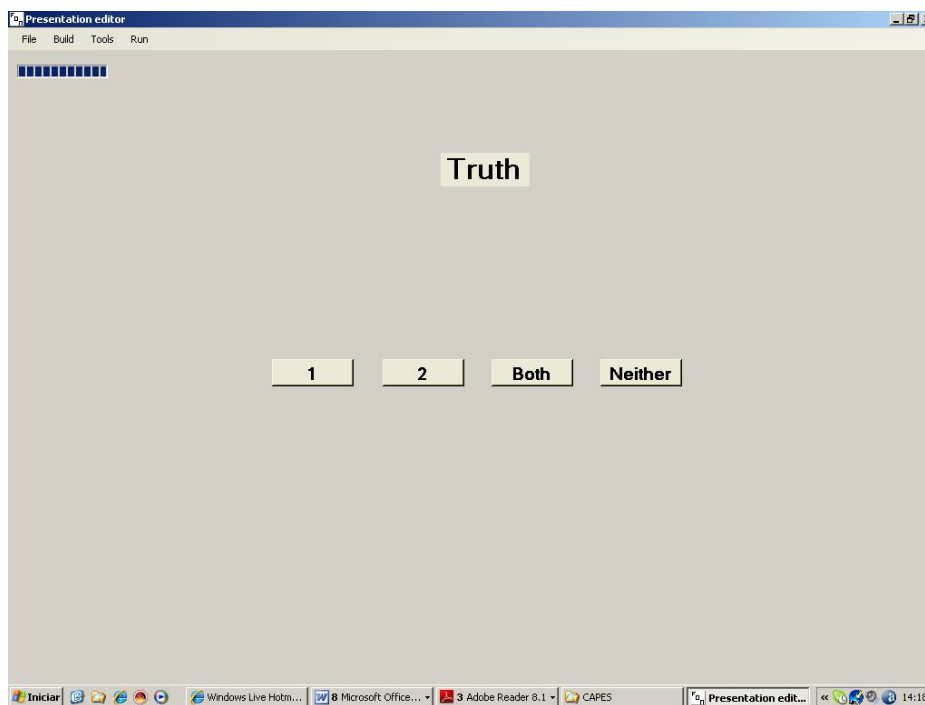 Presentation editor
File Build Tools Run
Truth
1 2 Both Neither
Iniciar Windows Live Hotm... 8 Microsoft Office... 3 Adobe Reader 8.1 CAPES Presentation edit... « 14:18